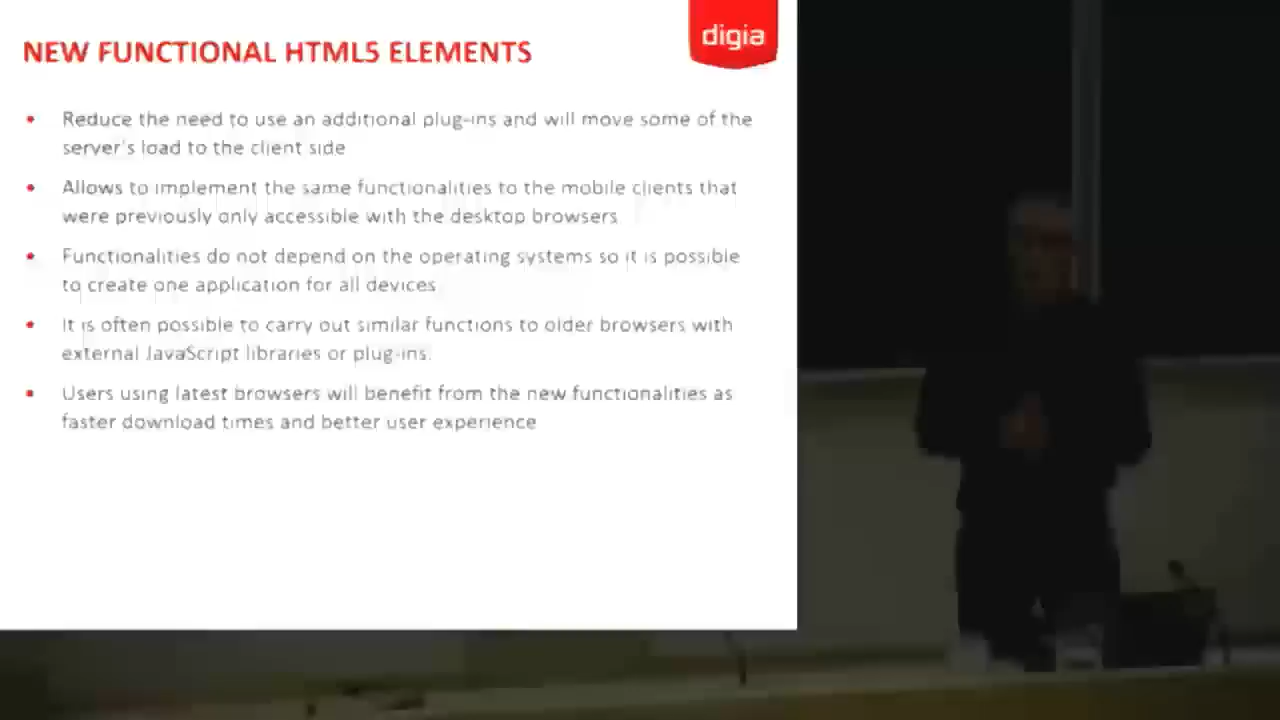 NEW FUNCTIONAL HTML5 ELEMENTS
digia
• Reduce the need to use an additional plug-ins and will move some of the
server's load to the client side
• Allows to implement the same functionalities to the mobile clients that
were previously only accessible with the desktop browsers
• Functionalities do not depend on the operating systems so it is possible
to create one application for all devices
• It is often possible to carry out similar functions to older browsers with
external JavaScript libraries or plug-ins.
• Users using latest browsers will benefit from the new functionalities as
faster download times and better user experience